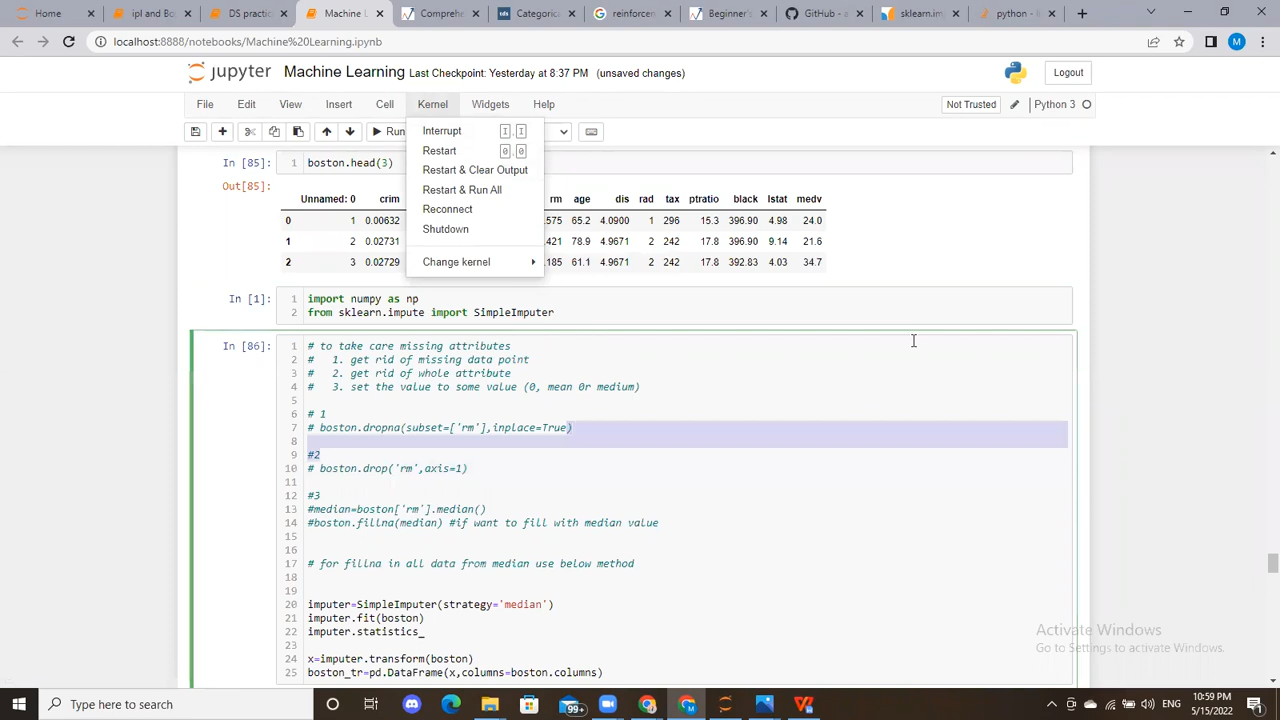 Home
ipl and Bo
DS practic
Machine L
Comprehe
Categorica
reinforcem
Beginner's
GitHub - a
sklearn.im
python - I
localhost:8888/notebooks/Machine%20Learning.ipynb
M
jupyter Machine Learning Last Checkpoint: Yesterday at 8:37 PM (unsaved changes)
Logout
File Edit View Insert Cell Kernel Widgets Help
Not Trusted Python 3
Run
Interrupt I , I
Restart 0 , 0
Restart & Clear Output
Restart & Run All
Reconnect
Shutdown
Change kernel
In [85]: 1 boston.head(3)
Out[85]:
Unnamed: 0 crim rm age dis rad tax ptratio black lstat medv
0 1 0.00632 .575 65.2 4.0900 1 296 15.3 396.90 4.98 24.0
1 2 0.02731 .421 78.9 4.9671 2 242 17.8 396.90 9.14 21.6
2 3 0.02729 .185 61.1 4.9671 2 242 17.8 392.83 4.03 34.7
In [1]: 1 import numpy as np
2 from sklearn.impute import SimpleImputer
In [86]: 1 # to take care missing attributes
2 # 1. get rid of missing data point
3 # 2. get rid of whole attribute
4 # 3. set the value to some value (0, mean 0r medium)
5
6 # 1
7 # boston.dropna(subset=['rm'],inplace=True)
8
9 #2
10 # boston.drop('rm',axis=1)
11
12 #3
13 #median=boston['rm'].median()
14 #boston.fillna(median) #if want to fill with median value
15
16
17 # for fillna in all data from median use below method
18
19
20 imputer=SimpleImputer(strategy='median')
21 imputer.fit(boston)
22 imputer.statistics_
23
24 x=imputer.transform(boston)
25 boston_tr=pd.DataFrame(x,columns=boston.columns)
Activate Windows
Go to Settings to activate Windows.
Type here to search
99+
M
ENG
10:59 PM
5/15/2022
1